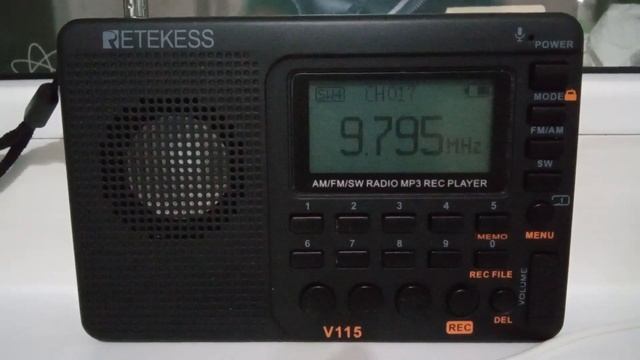 RETEKESS
POWER
SW4 CH017
9.795 MHz
MODE
FM/AM
SW
AM/FM/SW RADIO MP3 REC PLAYER
1 2 3 4 5
MEMO
MENU
6 7 8 9 0
REC FILE
VOLUME
DEL
REC
V115